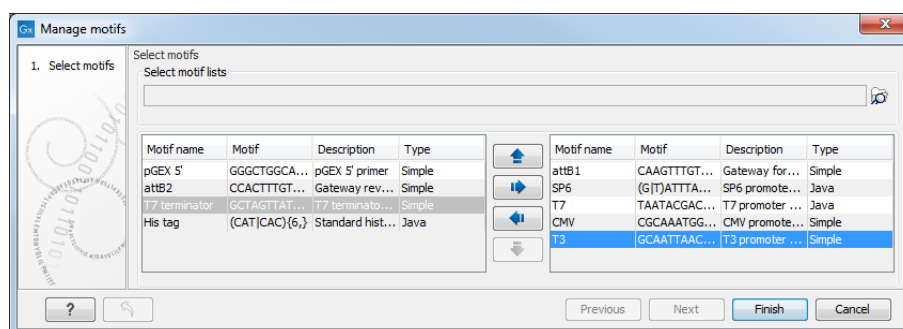 Gx Manage motifs
1. Select motifs
Select motifs
Select motif lists
Motif name Motif Description Type
pGEX 5' GGGCTGGCA... pGEX 5' primer Simple
attB2 CCACTTTGT... Gateway rev... Simple
T7 terminator GCTAGTTAT... T7 terminato... Simple
His tag (CAT|CAC){6,} Standard hist... Java
Motif name Motif Description Type
attB1 CAAGTTTGT... Gateway for... Simple
SP6 (G|T)ATTTA... SP6 promote... Java
T7 TAATACGAC... T7 promoter ... Java
CMV CGCAAATGG... CMV promote... Simple
T3 GCAATTAAC... T3 promoter ... Simple
? Previous Next Finish Cancel